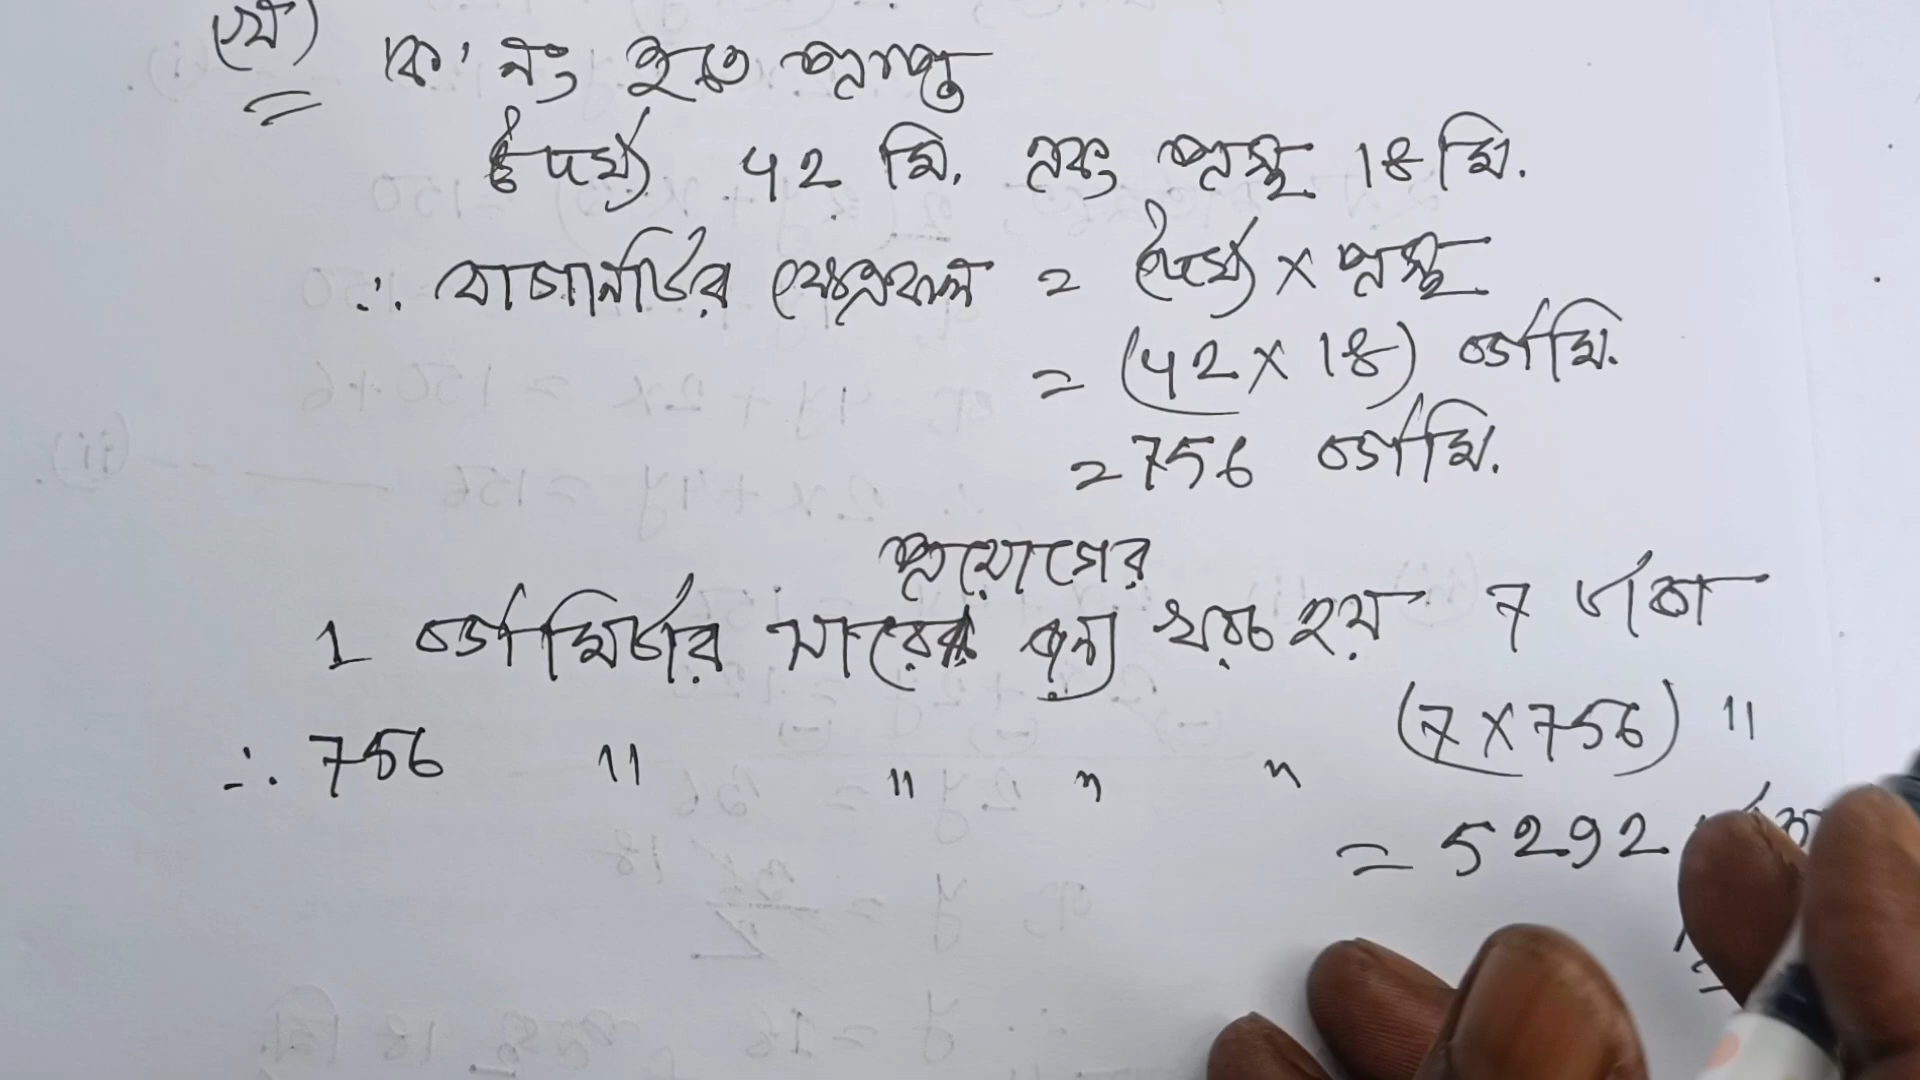 (খ) 'ক' নং হতে প্রাপ্ত
দৈর্ঘ্য 42 মি. এবং প্রস্থ 18 মি.
∴ বাগানটির ক্ষেত্রফল = দৈর্ঘ্য × প্রস্থ
= (42 × 18) বর্গমি.
= 756 বর্গমি.
প্রয়োগের
1 বর্গমিটার সারের জন্য খরচ হয় 7 টাকা
∴ 756 " " " " (7 × 756) "
= 5292